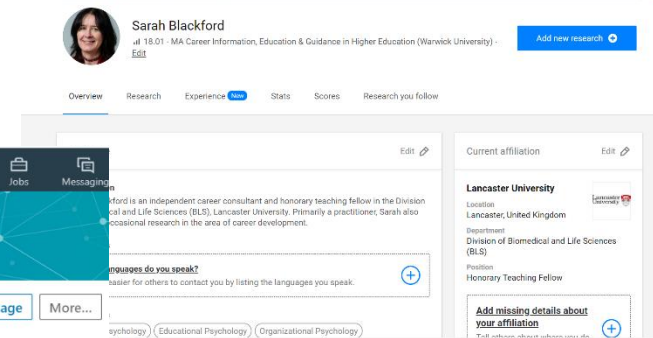 Sarah Blackford
18.01 - MA Career Information, Education & Guidance in Higher Education (Warwick University) -
Edit
Add new research
Overview Research Experience New Stats Scores Research you follow
Edit
Current affiliation Edit
Jobs Messaging
kford is an independent career consultant and honorary teaching fellow in the Division
cal and Life Sciences (BLS), Lancaster University. Primarily a practitioner, Sarah also
ccasional research in the area of career development.
anguages do you speak?
easier for others to contact you by listing the languages you speak.
age More...
sychology Educational Psychology Organizational Psychology
Lancaster University
Lancaster
University
Location
Lancaster, United Kingdom
Department
Division of Biomedical and Life Sciences
(BLS)
Position
Honorary Teaching Fellow
Add missing details about
your affiliation